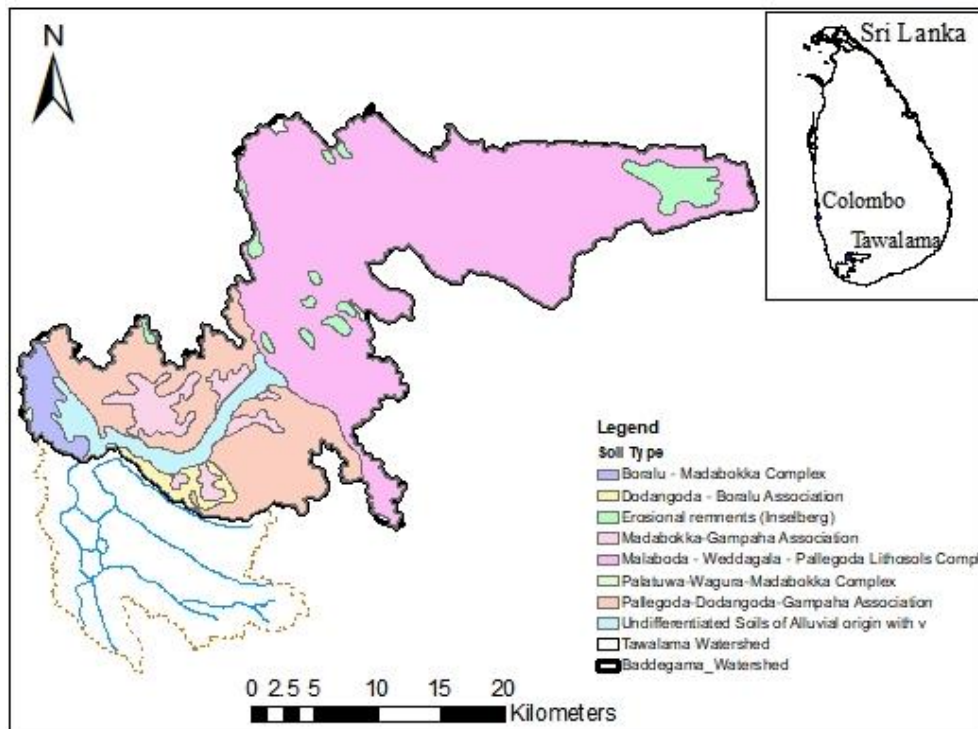 N
Sri Lanka
Colombo
Tawalama
Legend
Soil Type
Boralu - Madabokka Complex
Dodangoda - Boralu Association
Erosional remnents (Inselberg)
Madabokka-Gampaha Association
Malaboda - Weddagala - Pallegoda Lithosols Compl
Palatuwa-Wagura-Madabokka Complex
Pallegoda-Dodangoda-Gampaha Association
Undifferentiated Soils of Alluvial origin with v
Tawalama Watershed
Baddegama_Watershed
0 2.5 5 10 15 20
Kilometers